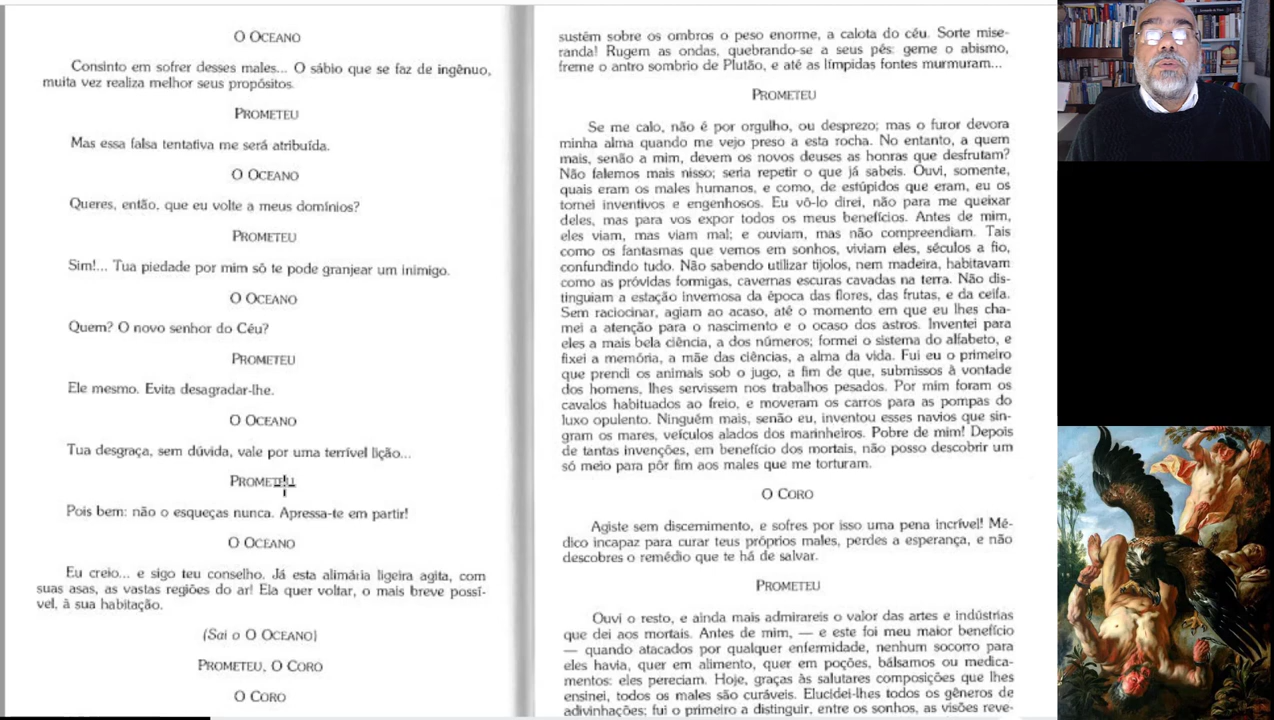 O OCEANO
Consinto em sofrer desses males... O sábio que se faz de ingênuo,
muita vez realiza melhor seus propósitos.
PROMETEU
Mas essa falsa tentativa me será atribuída.
O OCEANO
Queres, então, que eu volte a meus domínios?
PROMETEU
Sim!... Tua piedade por mim só te pode granjear um inimigo.
O OCEANO
Quem? O novo senhor do Céu?
PROMETEU
Ele mesmo. Evita desagradar-lhe.
O OCEANO
Tua desgraça, sem dúvida, vale por uma terrível lição...
PROMETEU
Pois bem: não o esqueças nunca. Apressa-te em partir!
O OCEANO
Eu creio... e sigo teu conselho. Já esta alimária ligeira agita, com
suas asas, as vastas regiões do ar! Ela quer voltar, o mais breve possí-
vel, à sua habitação.
(Sai o O OCEANO)
PROMETEU, O CORO
O CORO
sustém sobre os ombros o peso enorme, a calota do céu. Sorte mise-
randa! Rugem as ondas, quebrando-se a seus pés: geme o abismo,
freme o antro sombrio de Plutão, e até as límpidas fontes murmuram...
PROMETEU
Se me calo, não é por orgulho, ou desprezo; mas o furor devora
minha alma quando me vejo preso a esta rocha. No entanto, a quem
mais, senão a mim, devem os novos deuses as honras que desfrutam?
Não falemos mais nisso; seria repetir o que já sabeis. Ouvi, somente,
quais eram os males humanos, e como, de estúpidos que eram, eu os
tornei inventivos e engenhosos. Eu vô-lo direi, não para me queixar
deles, mas para vos expor todos os meus benefícios. Antes de mim,
eles viam, mas viam mal; e ouviam, mas não compreendiam. Tais
como os fantasmas que vemos em sonhos, viviam eles, séculos a fio,
confundindo tudo. Não sabendo utilizar tijolos, nem madeira, habitavam
como as próvidas formigas, cavernas escuras cavadas na terra. Não dis-
tinguiam a estação invernosa da época das flores, das frutas, e da ceifa.
Sem raciocinar, agiam ao acaso, até o momento em que eu lhes cha-
mei a atenção para o nascimento e o ocaso dos astros. Inventei para
eles a mais bela ciência, a dos números; formei o sistema do alfabeto, e
fixei a memória, a mãe das ciências, a alma da vida. Fui eu o primeiro
que prendi os animais sob o jugo, a fim de que, submissos à vontade
dos homens, lhes servissem nos trabalhos pesados. Por mim foram os
cavalos habituados ao freio, e moveram os carros para as pompas do
luxo opulento. Ninguém mais, senão eu, inventou esses navios que sin-
gram os mares, veículos alados dos marinheiros. Pobre de mim! Depois
de tantas invenções, em benefício dos mortais, não posso descobrir um
só meio para pôr fim aos males que me torturam.
O CORO
Agiste sem discernimento, e sofres por isso uma pena incrível! Mé-
dico incapaz para curar teus próprios males, perdes a esperança, e não
descobres o remédio que te há de salvar.
PROMETEU
Ouvi o resto, e ainda mais admirareis o valor das artes e indústrias
que dei aos mortais. Antes de mim, — e este foi meu maior benefício
— quando atacados por qualquer enfermidade, nenhum socorro para
eles havia, quer em alimento, quer em poções, bálsamos ou medica-
mentos: eles pereciam. Hoje, graças às salutares composições que lhes
ensinei, todos os males são curáveis. Elucidei-lhes todos os gêneros de
adivinhações; fui o primeiro a distinguir, entre os sonhos, as visões reve-